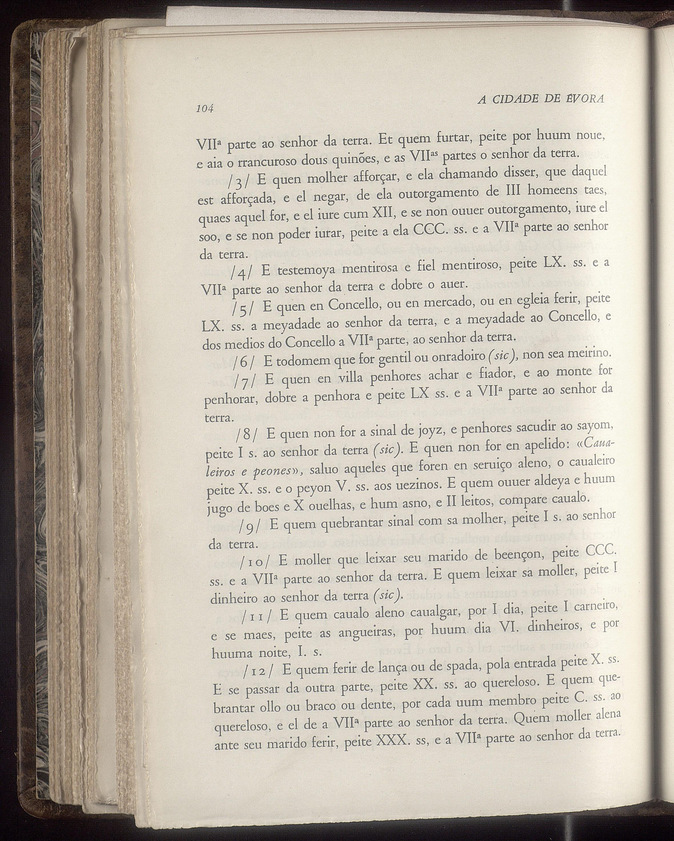 104
A CIDADE DE ÉVORA
VIIª parte ao senhor da terra. Et quem furtar, peite por huum noue,
e aia o rrancuroso dous quinões, e as VIIªs partes o senhor da terra.
/3/ E quen molher afforçar, e ela chamando disser, que daquel
est afforçada, e el negar, de ela outorgamento de III homeens taes,
quaes aquel for, e el iure cum XII, e se non ouuer outorgamento, iure el
soo, e se non poder iurar, peite a ela CCC. ss. e a VIIª parte ao senhor
da terra.
/4/ E testemoya mentirosa e fiel mentiroso, peite LX. ss. e a
VIIª parte ao senhor da terra e dobre o auer.
/5/ E quen en Concello, ou en mercado, ou en egleia ferir, peite
LX. ss. a meyadade ao senhor da terra, e a meyadade ao Concello, e
dos medios do Concello a VIIª parte, ao senhor da terra.
/6/ E todomem que for gentil ou onradoiro (sic), non sea meirino.
/7/ E quen en villa penhores achar e fiador, e ao monte for
penhorar, dobre a penhora e peite LX ss. e a VIIª parte ao senhor da
terra.
/8/ E quen non for a sinal de joyz, e penhores sacudir ao sayom,
peite I s. ao senhor da terra (sic). E quen non for en apelido: «Caua-
leiros e peones», saluo aqueles que foren en seruiço aleno, o caualeiro
peite X. ss. e o peyon V. ss. aos uezinos. E quem ouuer aldeya e huum
jugo de boes e X ouelhas, e hum asno, e II leitos, compare caualo.
/9/ E quem quebrantar sinal com sa molher, peite I s. ao senhor
da terra.
/10/ E moller que leixar seu marido de beençon, peite CCC.
ss. e a VIIª parte ao senhor da terra. E quem leixar sa moller, peite I
dinheiro ao senhor da terra (sic).
/11/ E quem caualo aleno caualgar, por I dia, peite I carneiro,
e se maes, peite as angueiras, por huum dia VI. dinheiros, e por
huuma noite, I. s.
/12/ E quem ferir de lança ou de spada, pola entrada peite X. ss.
E se passar da outra parte, peite XX. ss. ao quereloso. E quem que-
brantar ollo ou braco ou dente, por cada uum membro peite C. ss. ao
quereloso, e el de a VIIª parte ao senhor da terra. Quem moller alena
ante seu marido ferir, peite XXX. ss, e a VIIª parte ao senhor da terra.